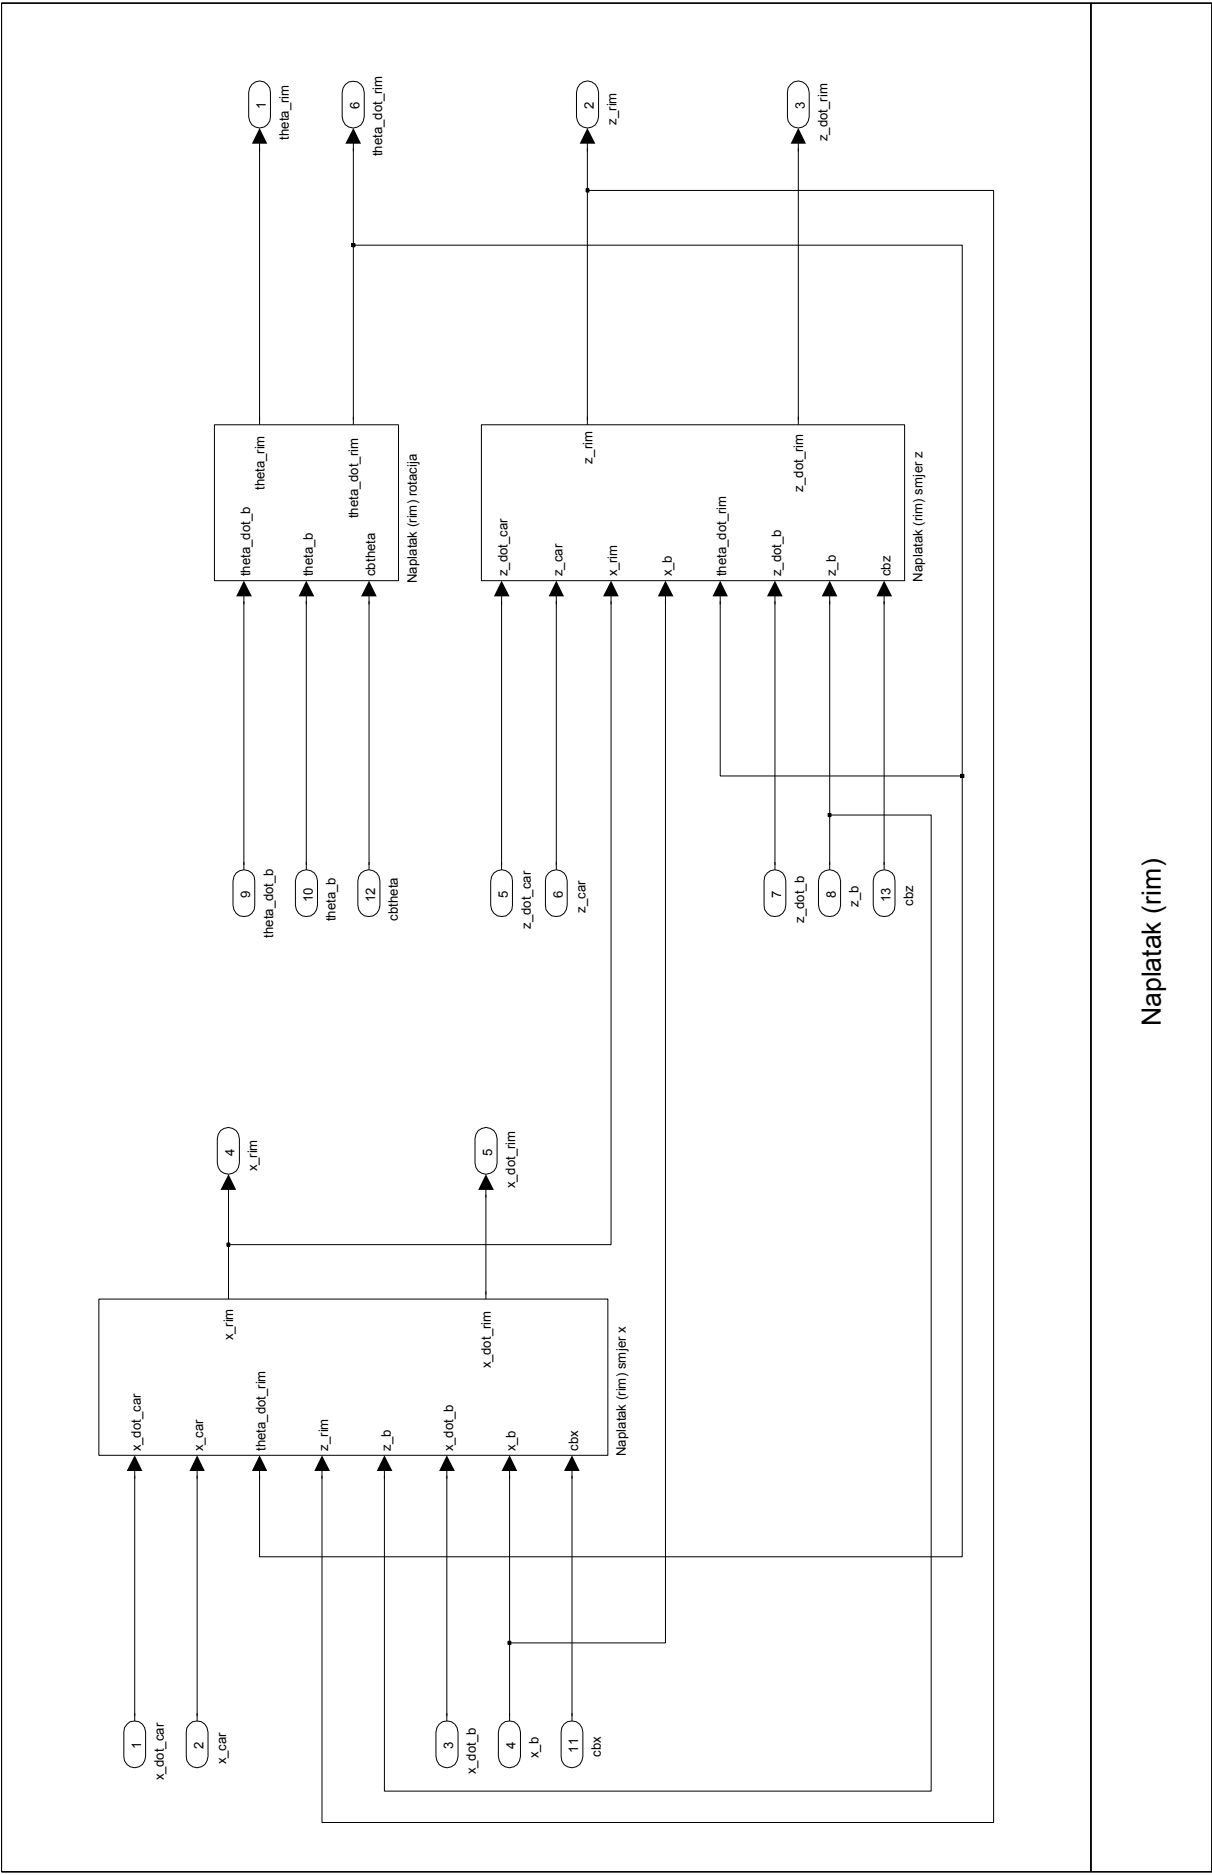 1
x_dot_car
2
x_car
3
x_dot_b
4
x_b
11
cbx
x_dot_car
x_car
theta_dot_rim
z_rim
z_b
x_dot_b
x_b
cbx
x_rim
x_dot_rim
Naplatak (rim) smjer x
4
x_rim
5
x_dot_rim
9
theta_dot_b
10
theta_b
12
cbtheta
5
z_dot_car
6
z_car
7
z_dot_b
8
z_b
13
cbz
theta_dot_b
theta_b
cbtheta
theta_rim
theta_dot_rim
Naplatak (rim) rotacija
z_dot_car
z_car
x_rim
x_b
theta_dot_rim
z_dot_b
z_b
cbz
z_rim
z_dot_rim
Naplatak (rim) smjer z
1
theta_rim
6
theta_dot_rim
2
z_rim
3
z_dot_rim
Naplatak (rim)